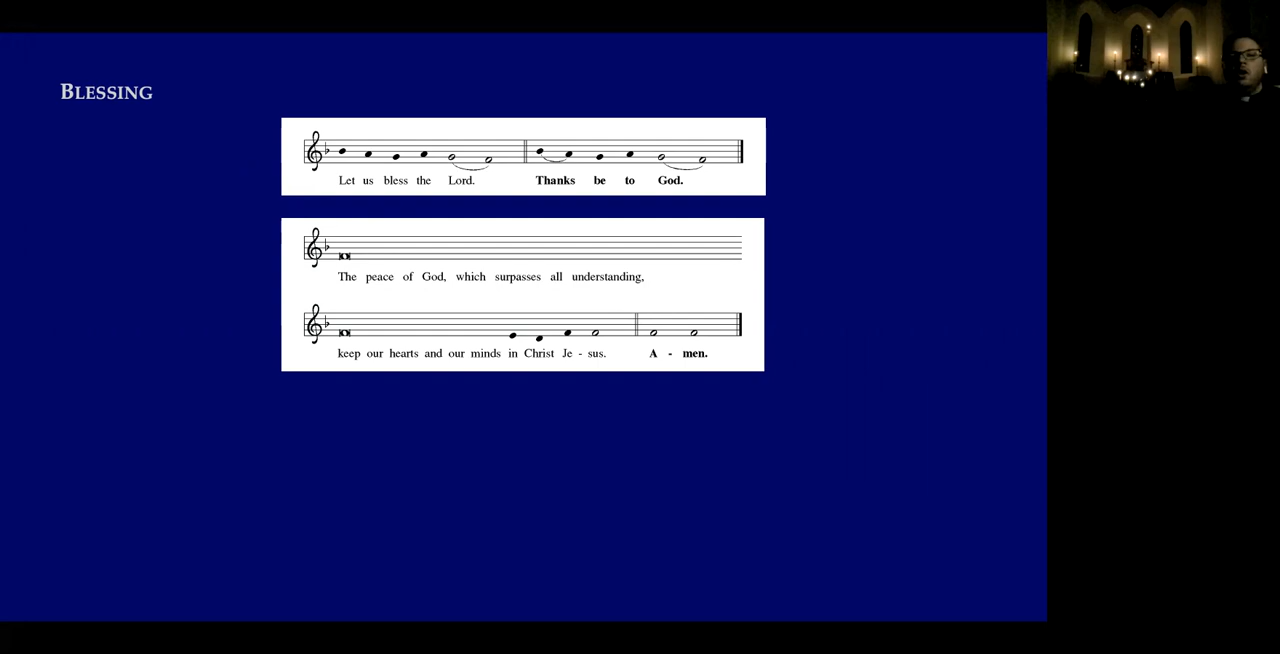 BLESSING
Let us bless the Lord. Thanks be to God.
The peace of God, which surpasses all understanding,
keep our hearts and our minds in Christ Je - sus. A - men.